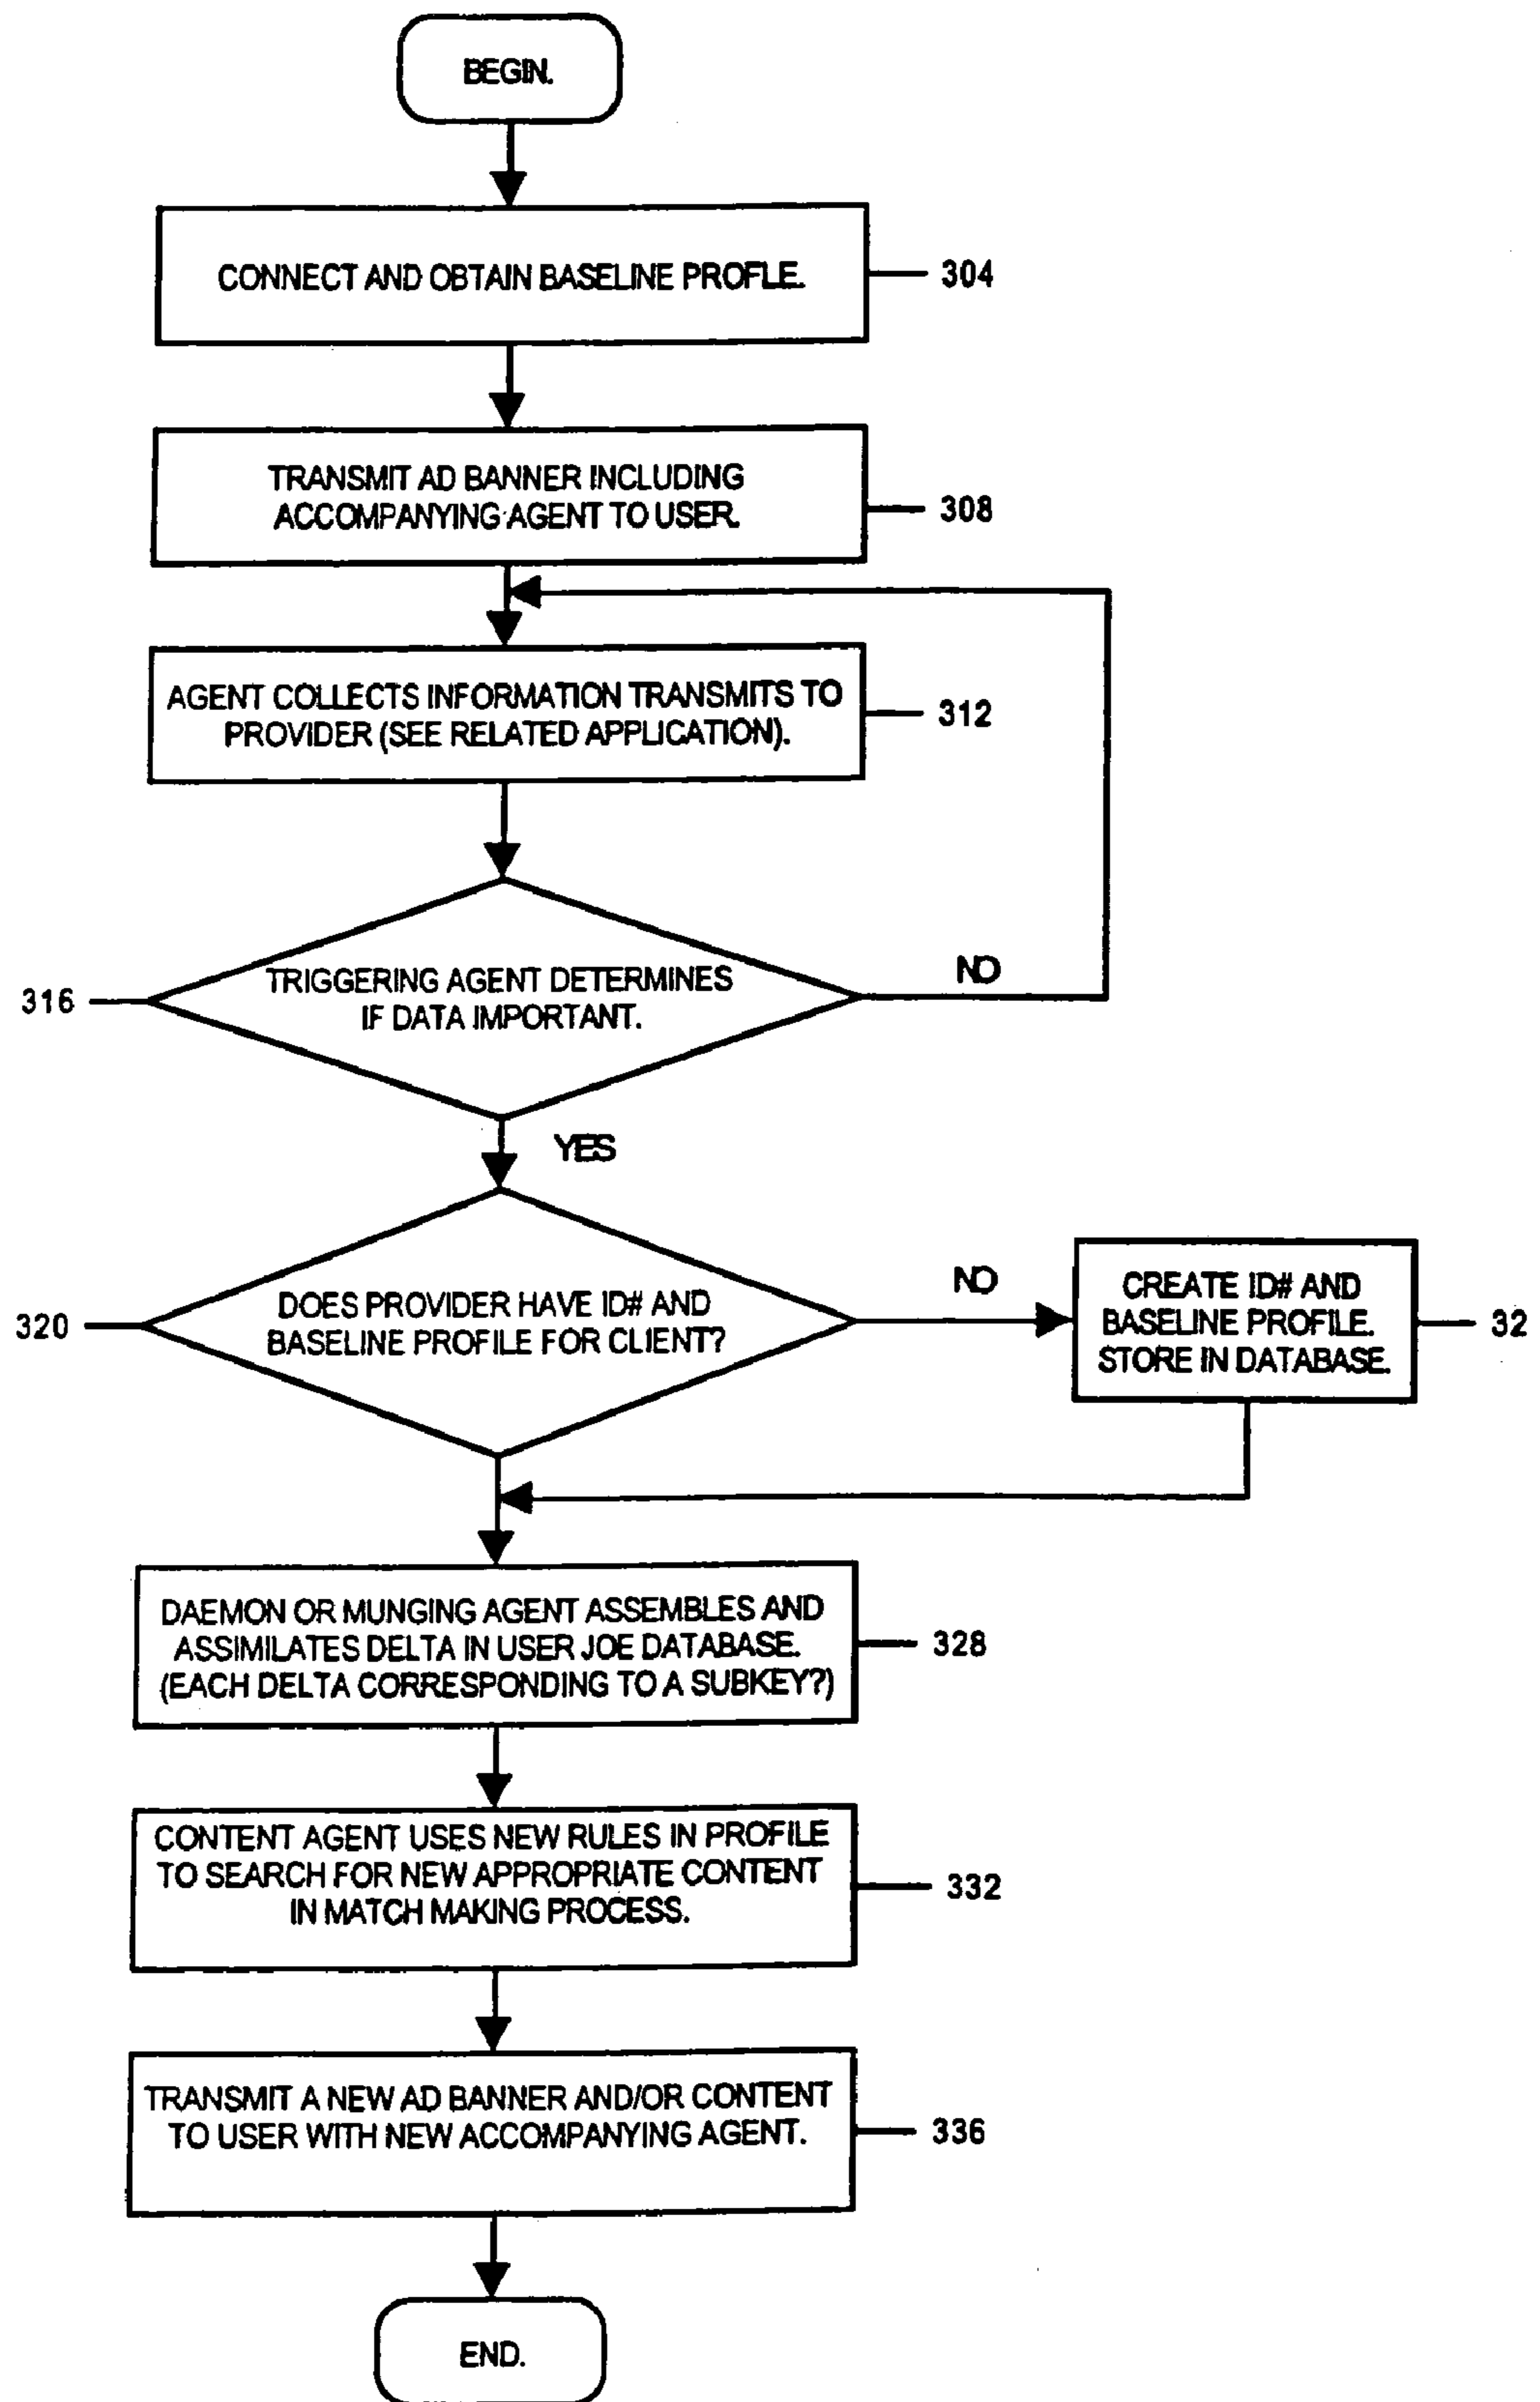 BEGIN.
CONNECT AND OBTAIN BASELINE PROFLE.
304
TRANSMIT AD BANNER INCLUDING
ACCOMPANYING AGENT TO USER.
308
AGENT COLLECTS INFORMATION TRANSMITS TO
PROVIDER (SEE RELATED APPLICATION).
312
316
TRIGGERING AGENT DETERMINES
IF DATA IMPORTANT.
NO
YES
320
DOES PROVIDER HAVE ID# AND
BASELINE PROFILE FOR CLIENT?
NO
CREATE ID# AND
BASELINE PROFILE.
STORE IN DATABASE.
32
DAEMON OR MUNGING AGENT ASSEMBLES AND
ASSIMILATES DELTA IN USER JOE DATABASE.
(EACH DELTA CORRESPONDING TO A SUBKEY?)
328
CONTENT AGENT USES NEW RULES IN PROFILE
TO SEARCH FOR NEW APPROPRIATE CONTENT
IN MATCH MAKING PROCESS.
332
TRANSMIT A NEW AD BANNER AND/OR CONTENT
TO USER WITH NEW ACCOMPANYING AGENT.
336
END.